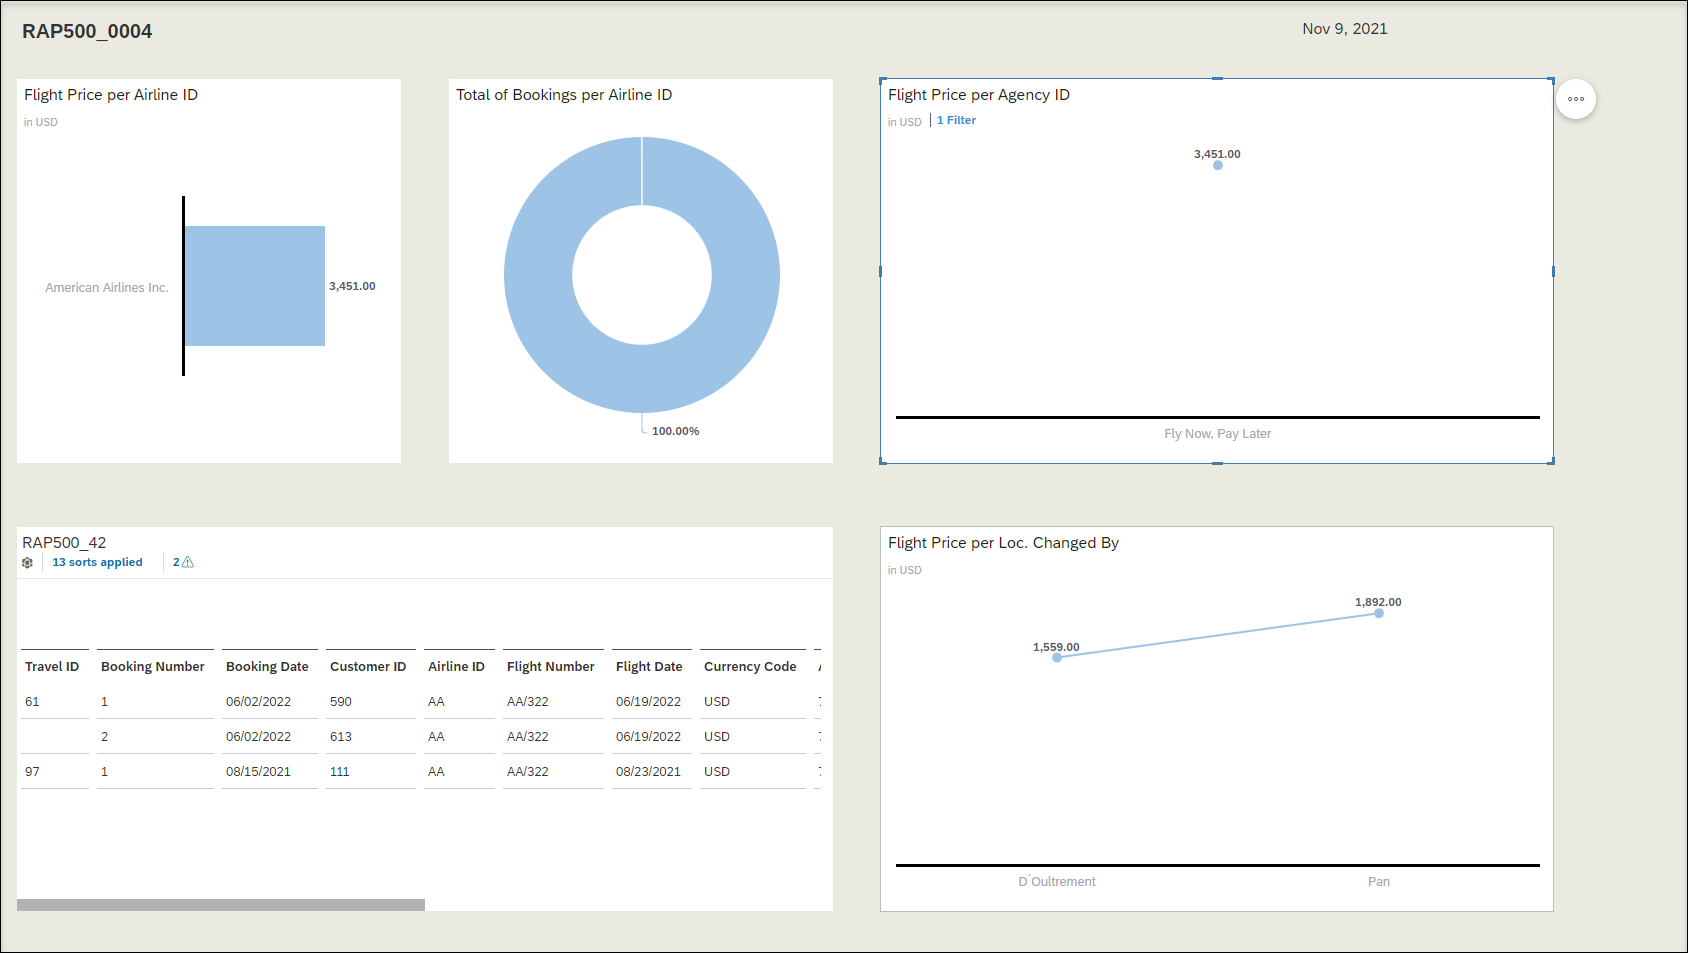 RAP500_0004
Nov 9, 2021
Flight Price per Airline ID
in USD
American Airlines Inc.
3,451.00
Total of Bookings per Airline ID
100.00%
Flight Price per Agency ID
in USD | 1 Filter
3,451.00
Fly Now, Pay Later
RAP500_42
13 sorts applied 2
Travel ID Booking Number Booking Date Customer ID Airline ID Flight Number Flight Date Currency Code
61 1 06/02/2022 590 AA AA/322 06/19/2022 USD
2 06/02/2022 613 AA AA/322 06/19/2022 USD
97 1 08/15/2021 111 AA AA/322 08/23/2021 USD
Flight Price per Loc. Changed By
in USD
1,892.00
1,559.00
D´Oultrement Pan